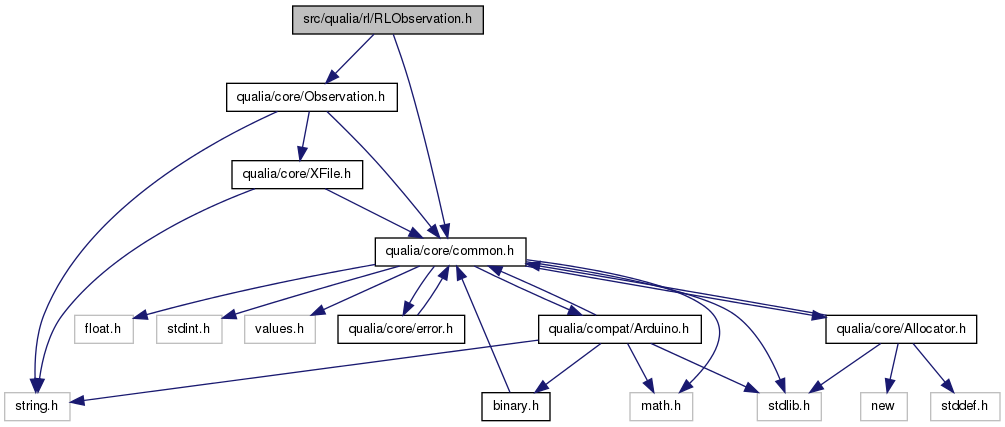 src/qualia/rl/RLObservation.h
qualia/core/Observation.h
qualia/core/XFile.h
qualia/core/common.h
float.h
stdint.h
values.h
qualia/core/error.h
qualia/compat/Arduino.h
qualia/core/Allocator.h
string.h
binary.h
math.h
stdlib.h
new
stddef.h